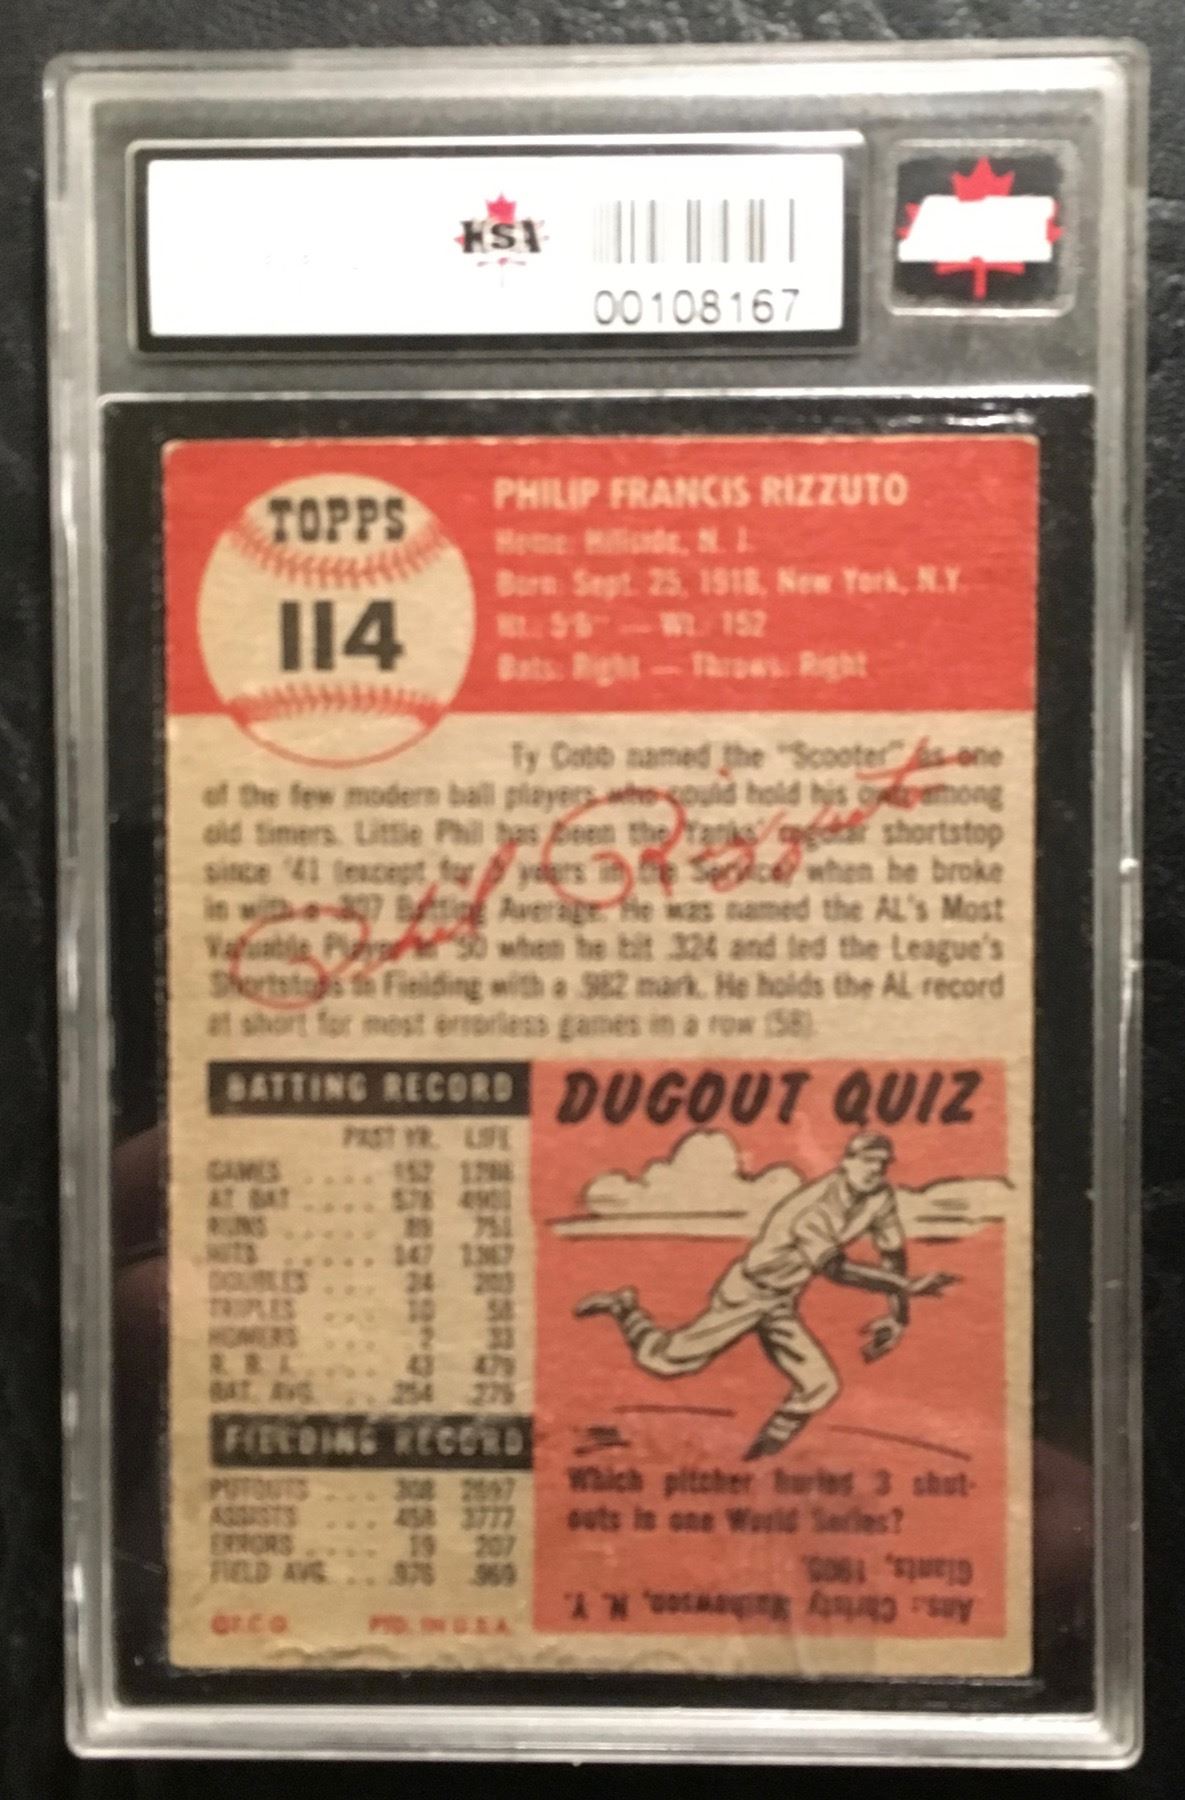 KSA
00108167
TOPPS
114
PHILIP FRANCIS RIZZUTO
Home: Hillside, N. J.
Born: Sept. 25, 1918, New York, N.Y.
Ht.: 5'6" — Wt.: 152
Bats: Right — Throws: Right
Ty Cobb named the "Scooter" as one
of the few modern ball players who could hold his own among
old timers. Little Phil has been the Yanks' regular shortstop
since '41 (except for 3 years in the Service) when he broke
in with a .307 Batting Average. He was named the AL's Most
Valuable Player in '50 when he hit .324 and led the League's
Shortstops in Fielding with a .982 mark. He holds the AL record
at short for most errorless games in a row (58).
Phil Rizzuto
BATTING RECORD
PAST YR. LIFE
GAMES .... 152 1288
AT BAT .... 578 4901
RUNS ..... 89 751
HITS ..... 147 1367
DOUBLES ... 24 203
TRIPLES ... 10 58
HOMERS ... 2 33
R. B. I. .... 43 479
BAT. AVG. ... .254 .279
FIELDING RECORD
PUTOUTS ... 308 2697
ASSISTS ... 458 3777
ERRORS .... 19 207
FIELD AVG. ... .976 .969
©T.C.G. PTD. IN U.S.A.
DUGOUT QUIZ
Which pitcher hurled 3 shut-
outs in one World Series?
Ans.: Christy Mathewson, N. Y.
Giants, 1905.